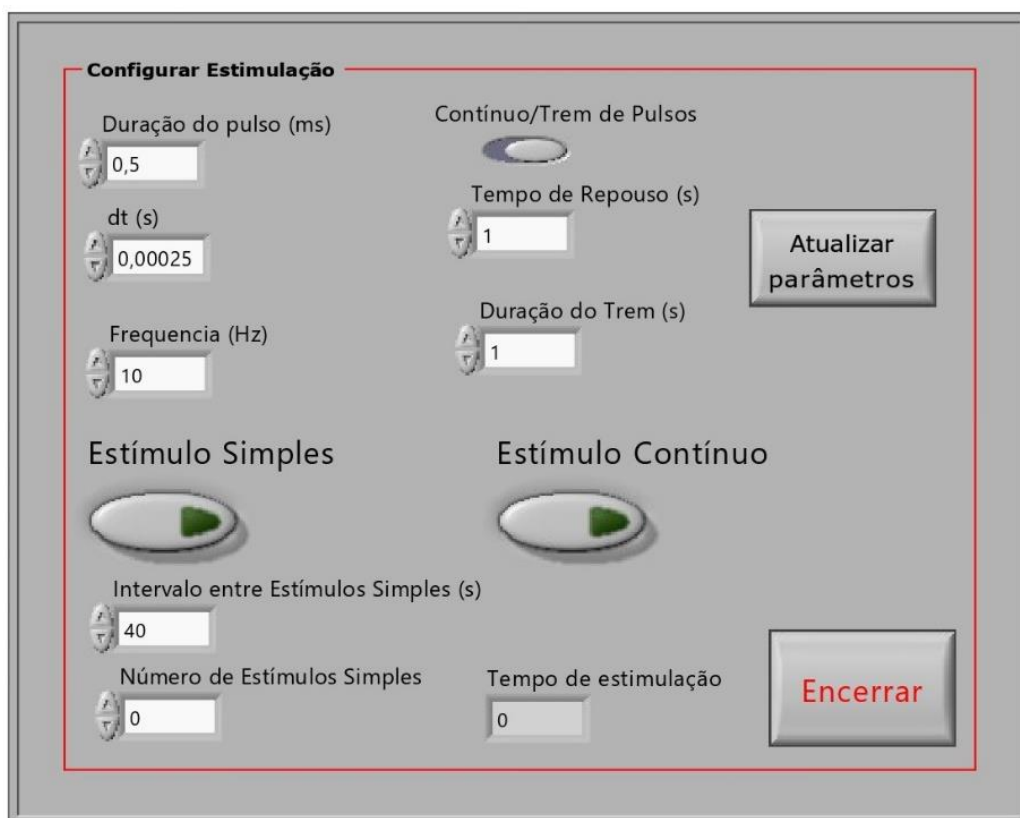 Configurar Estimulação
Duração do pulso (ms)
0,5
Contínuo/Trem de Pulsos
dt (s)
0,00025
Tempo de Repouso (s)
1
Atualizar
parâmetros
Frequencia (Hz)
10
Duração do Trem (s)
1
Estímulo Simples
Estímulo Contínuo
Intervalo entre Estímulos Simples (s)
40
Número de Estímulos Simples
0
Tempo de estimulação
0
Encerrar